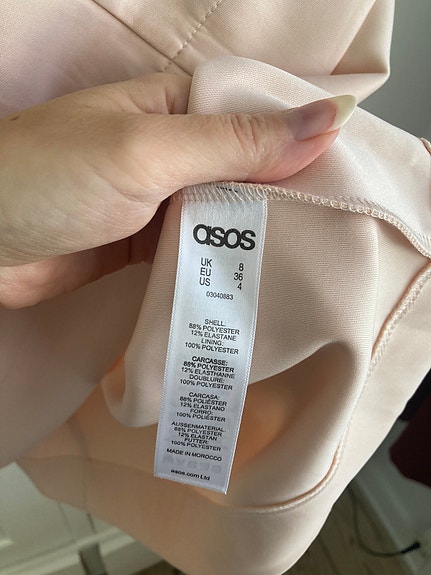 asos
UK 8
EU 36
US 4
03040883
SHELL:
88% POLYESTER
12% ELASTANE
LINING:
100% POLYESTER
CARCASSE:
88% POLYESTER
12% ELASTHANNE
DOUBLURE:
100% POLYESTER
CARCASA:
88% POLIÉSTER
12% ELASTANO
FORRO:
100% POLIÉSTER
AUSSENMATERIAL:
88% POLYESTER
12% ELASTAN
FUTTER:
100% POLYESTER
MADE IN MOROCCO
asos.com Ltd